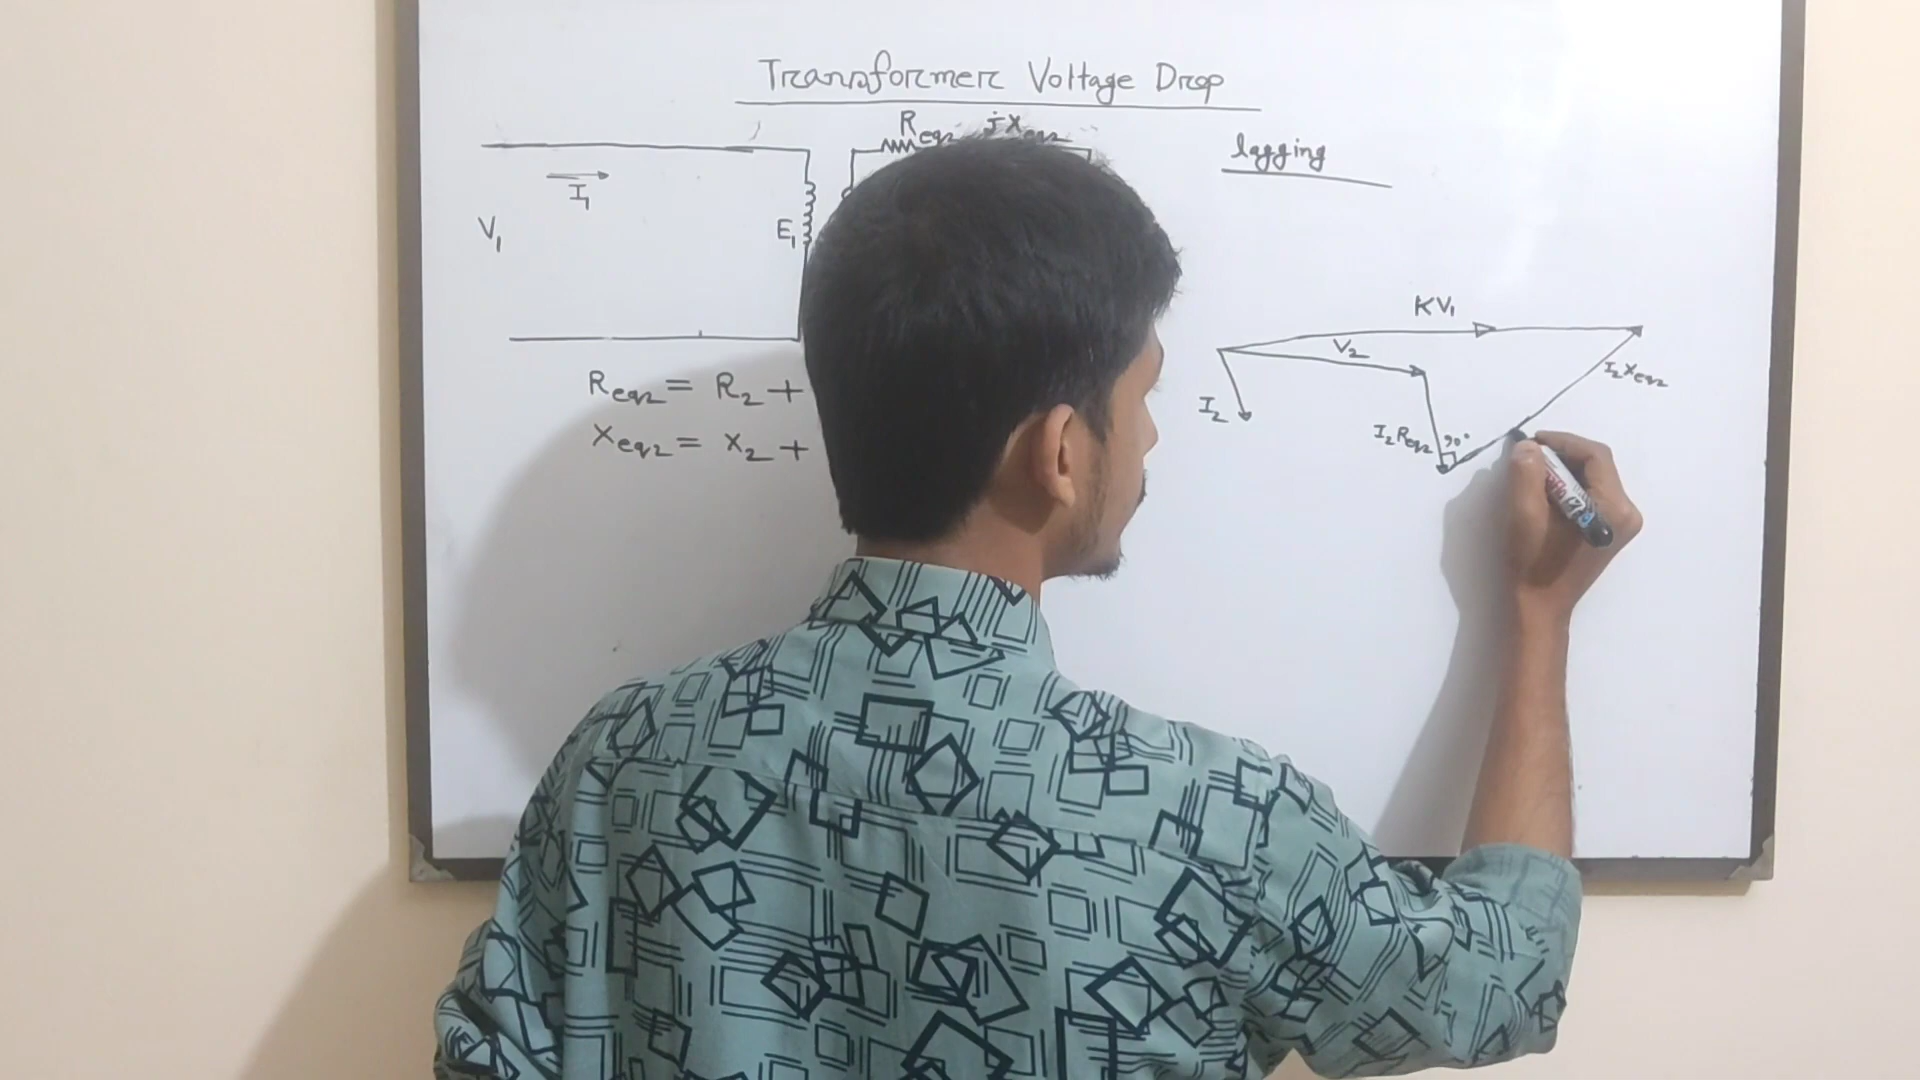 Transformer Voltage Drop
Req2 jXeq2
lagging
I1
V1
E1
KV1
V2
I2Xeq2
I2
I2Req2 90°
Req2 = R2 +
Xeq2 = X2 +